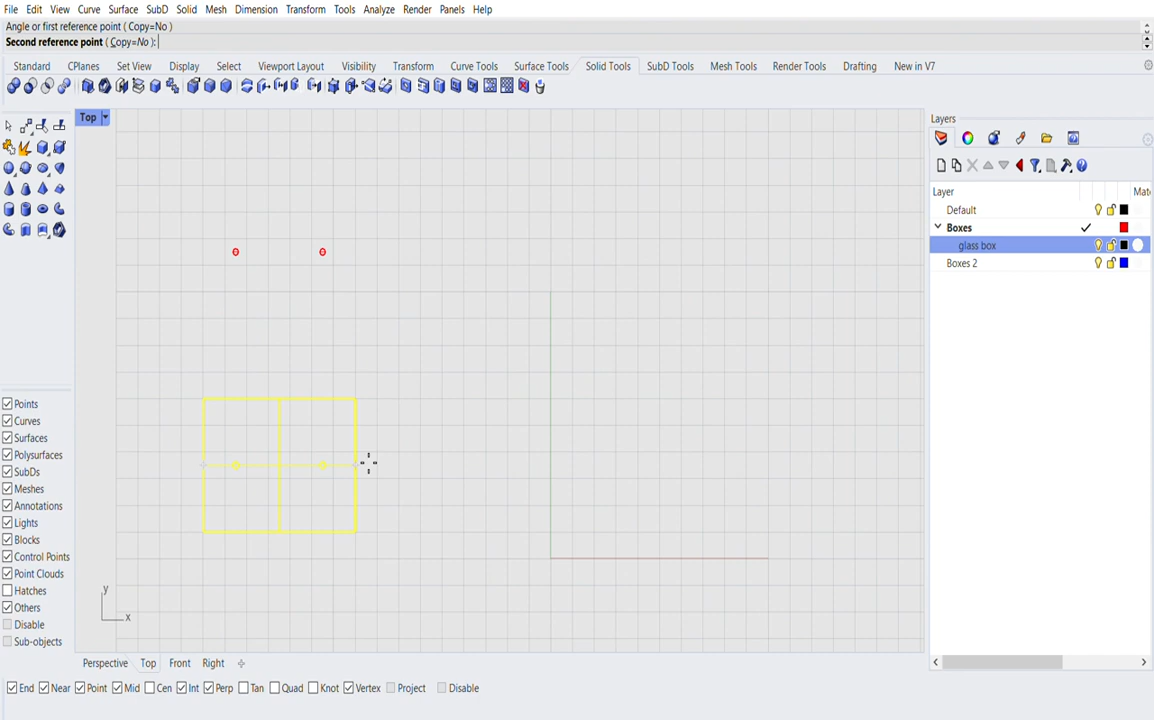 File Edit View Curve Surface SubD Solid Mesh Dimension Transform Tools Analyze Render Panels Help
Angle or first reference point ( Copy=No )
Second reference point ( Copy=No ):
Standard CPlanes Set View Display Select Viewport Layout Visibility Transform Curve Tools Surface Tools Solid Tools SubD Tools Mesh Tools Render Tools Drafting New in V7
Top
Layers
Layer Mate
Default
Boxes
glass box
Boxes 2
Points
Curves
Surfaces
Polysurfaces
SubDs
Meshes
Annotations
Lights
Blocks
Control Points
Point Clouds
Hatches
Others
Disable
Sub-objects
y
x
Perspective Top Front Right
End Near Point Mid Cen Int Perp Tan Quad Knot Vertex Project Disable